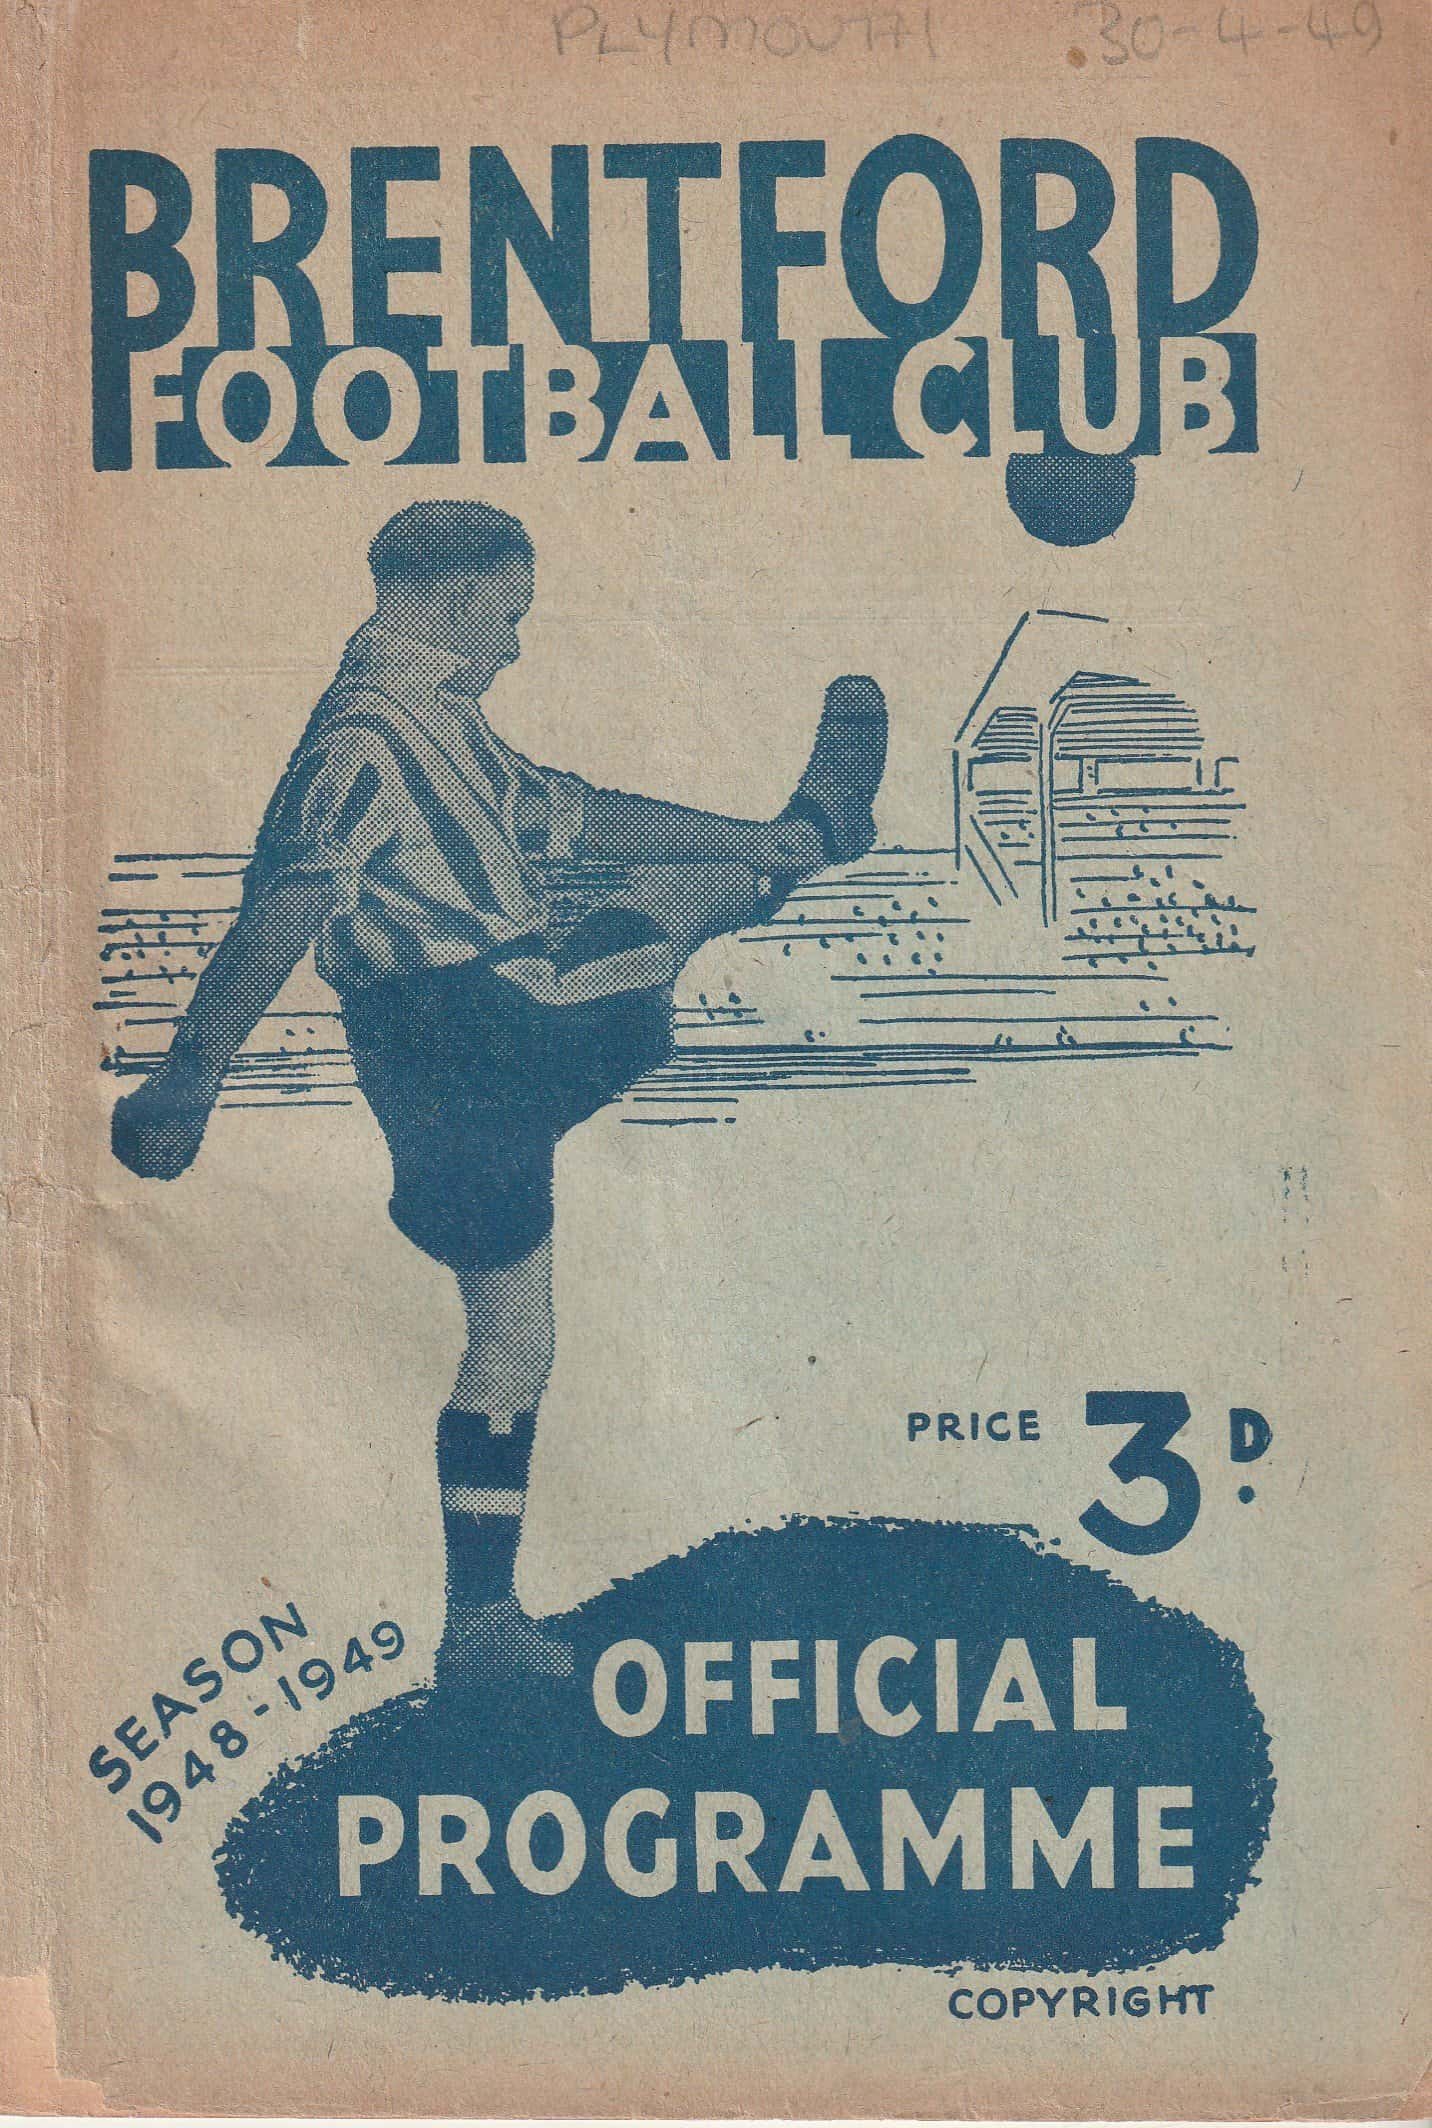 PLYMOUTH 30-4-49
BRENTFORD
FOOTBALL CLUB
PRICE 3D.
SEASON
1948-1949
OFFICIAL
PROGRAMME
COPYRIGHT